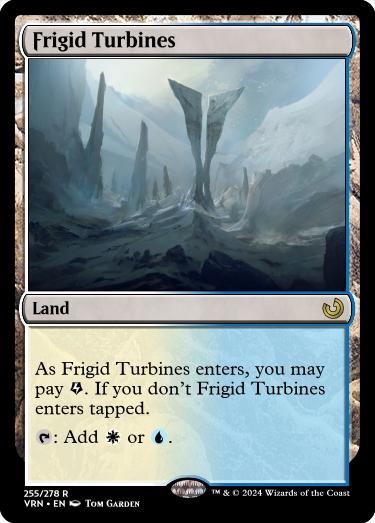 Frigid Turbines
Land
As Frigid Turbines enters, you may
pay . If you don't Frigid Turbines
enters tapped.
: Add or .
255/278 R
VRN • EN Tom Garden
™ & © 2024 Wizards of the Coast